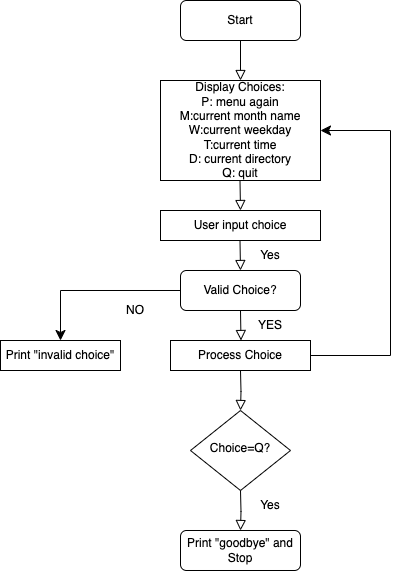 Start
Display Choices:
P: menu again
M:current month name
W:current weekday
T:current time
D: current directory
Q: quit
User input choice
Yes
Valid Choice?
NO
YES
Print "invalid choice"
Process Choice
Choice=Q?
Yes
Print "goodbye" and
Stop